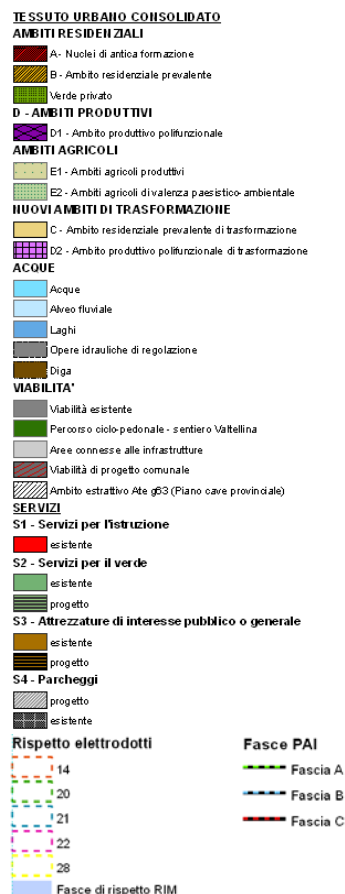 TESSUTO URBANO CONSOLIDATO
AMBITI RESIDENZIALI
A - Nuclei di antica formazione
B - Ambito residenziale prevalente
Verde privato
D - AMBITI PRODUTTIVI
D1 - Ambito produttivo polifunzionale
AMBITI AGRICOLI
E1 - Ambiti agricoli produttivi
E2 - Ambiti agricoli di valenza paesistico-ambientale
NUOVI AMBITI DI TRASFORMAZIONE
C - Ambito residenziale prevalente di trasformazione
D2 - Ambito produttivo polifunzionale di trasformazione
ACQUE
Acque
Alveo fluviale
Laghi
Opere idrauliche di regolazione
Diga
VIABILITA'
Viabilità esistente
Percorso ciclo-pedonale - sentiero Valtellina
Aree connesse alle infrastrutture
Viabilità di progetto comunale
Ambito estrattivo Ate g63 (Piano cave provinciale)
SERVIZI
S1 - Servizi per l'istruzione
esistente
S2 - Servizi per il verde
esistente
progetto
S3 - Attrezzature di interesse pubblico o generale
esistente
progetto
S4 - Parcheggi
progetto
esistente
Rispetto elettrodotti
14
20
21
22
28
Fasce di rispetto RIM
Fasce PAI
Fascia A
Fascia B
Fascia C